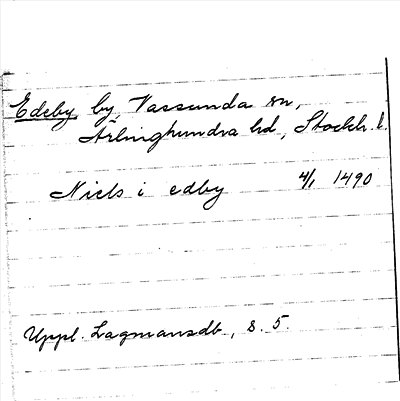 Edeby by, Vassunda sn,
Ärlinghundra hd, Stockh. l.
Niels i edby 4/1 1490
Uppl. Lagmansdb, s. 5.